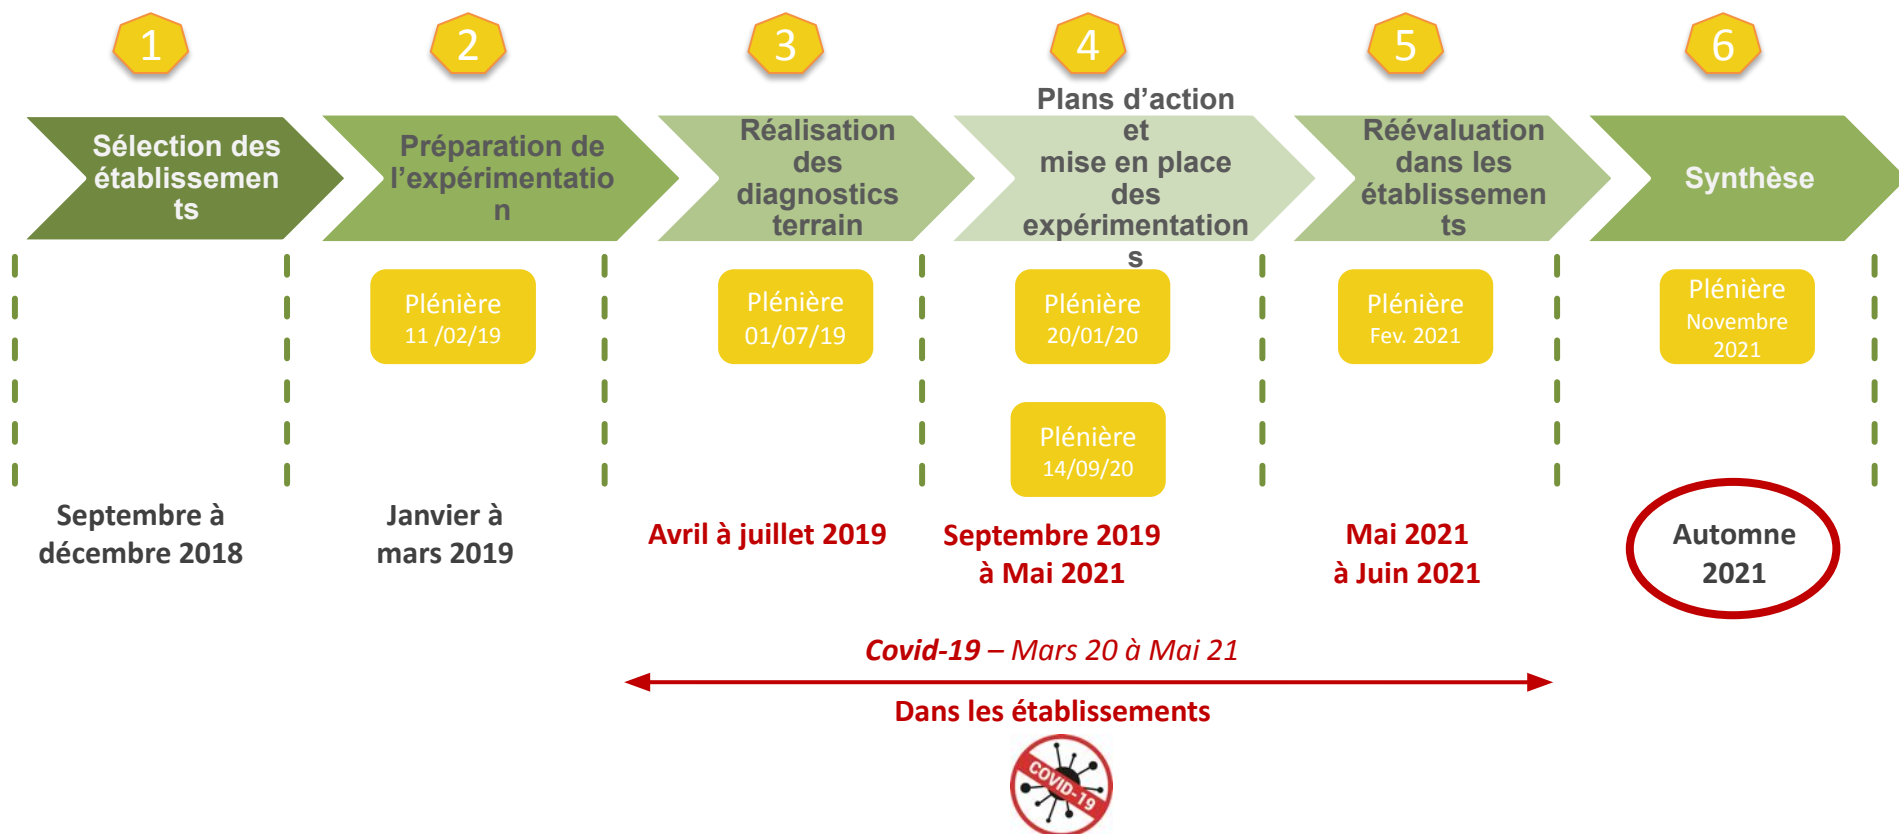 1
2
3
4
5
6
Sélection des
établissemen
ts
Préparation de
l'expérimentatio
n
Réalisation
des
diagnostics
terrain
Plans d'action
et
mise en place
des
expérimentation
s
Réévaluation
dans les
établissemen
ts
Synthèse
Plénière
11 /02/19
Plénière
01/07/19
Plénière
20/01/20
Plénière
Fev. 2021
Plénière
Novembre
2021
Plénière
14/09/20
Septembre à
décembre 2018
Janvier à
mars 2019
Avril à juillet 2019
Septembre 2019
à Mai 2021
Mai 2021
à Juin 2021
Automne
2021
Covid-19 – Mars 20 à Mai 21
Dans les établissements
COVID-19